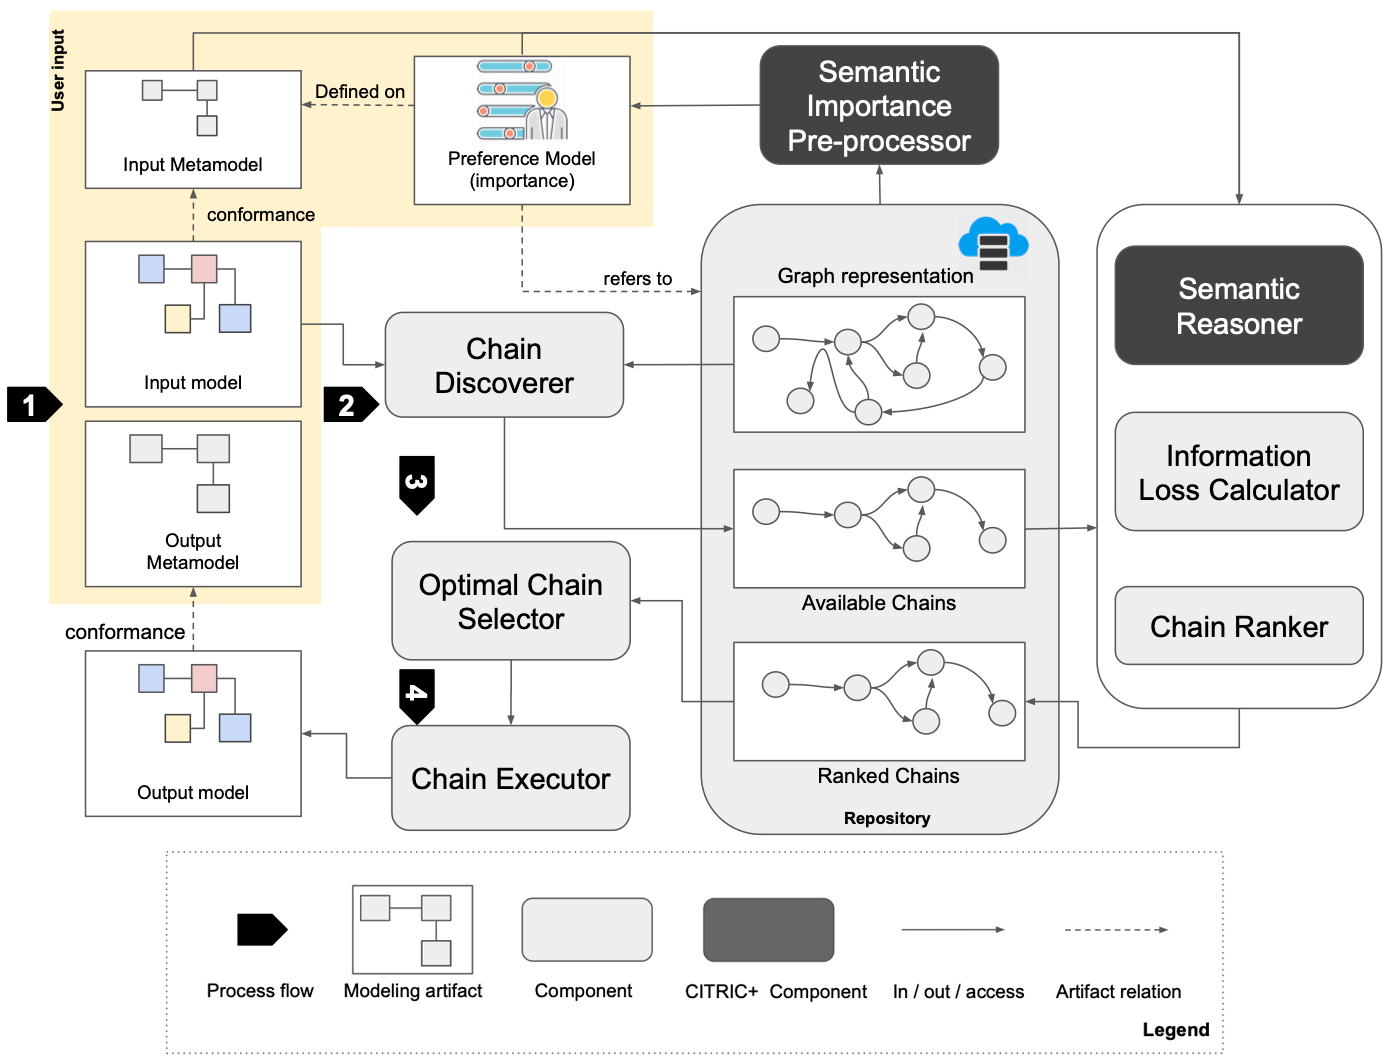 User input
Input Metamodel
Defined on
Preference Model
(importance)
Semantic
Importance
Pre-processor
conformance
Input model
refers to
Graph representation
Semantic
Reasoner
1
2
Chain
Discoverer
Output
Metamodel
3
Available Chains
Information
Loss Calculator
Optimal Chain
Selector
conformance
Chain Ranker
4
Output model
Chain Executor
Ranked Chains
Repository
Process flow
Modeling artifact
Component
CITRIC+ Component
In / out / access
Artifact relation
Legend